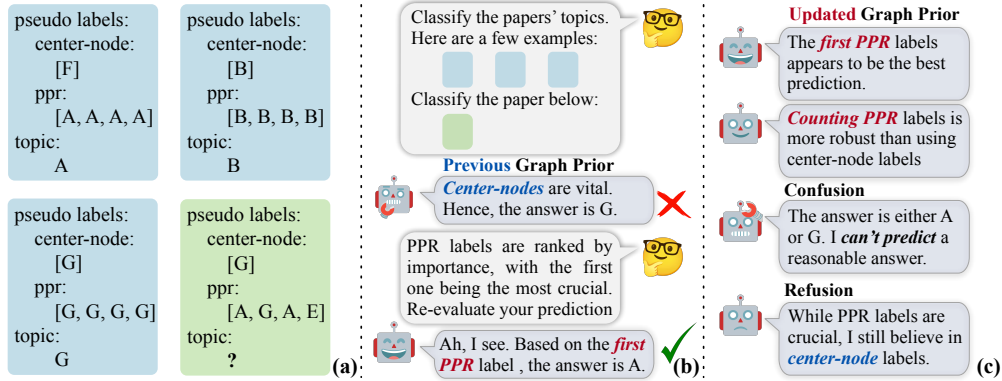 pseudo labels:
center-node:
[F]
ppr:
[A, A, A, A]
topic:
A
pseudo labels:
center-node:
[B]
ppr:
[B, B, B, B]
topic:
B
pseudo labels:
center-node:
[G]
ppr:
[G, G, G, G]
topic:
G
pseudo labels:
center-node:
[G]
ppr:
[A, G, A, E]
topic:
?
(a)
Classify the papers' topics.
Here are a few examples:
Classify the paper below:
Previous Graph Prior
Center-nodes are vital.
Hence, the answer is G.
PPR labels are ranked by
importance, with the first
one being the most crucial.
Re-evaluate your prediction
Ah, I see. Based on the first
PPR label , the answer is A.
(b)
Updated Graph Prior
The first PPR labels
appears to be the best
prediction.
Counting PPR labels is
more robust than using
center-node labels
Confusion
The answer is either A
or G. I can't predict a
reasonable answer.
Refusion
While PPR labels are
crucial, I still believe in
center-node labels.
(c)